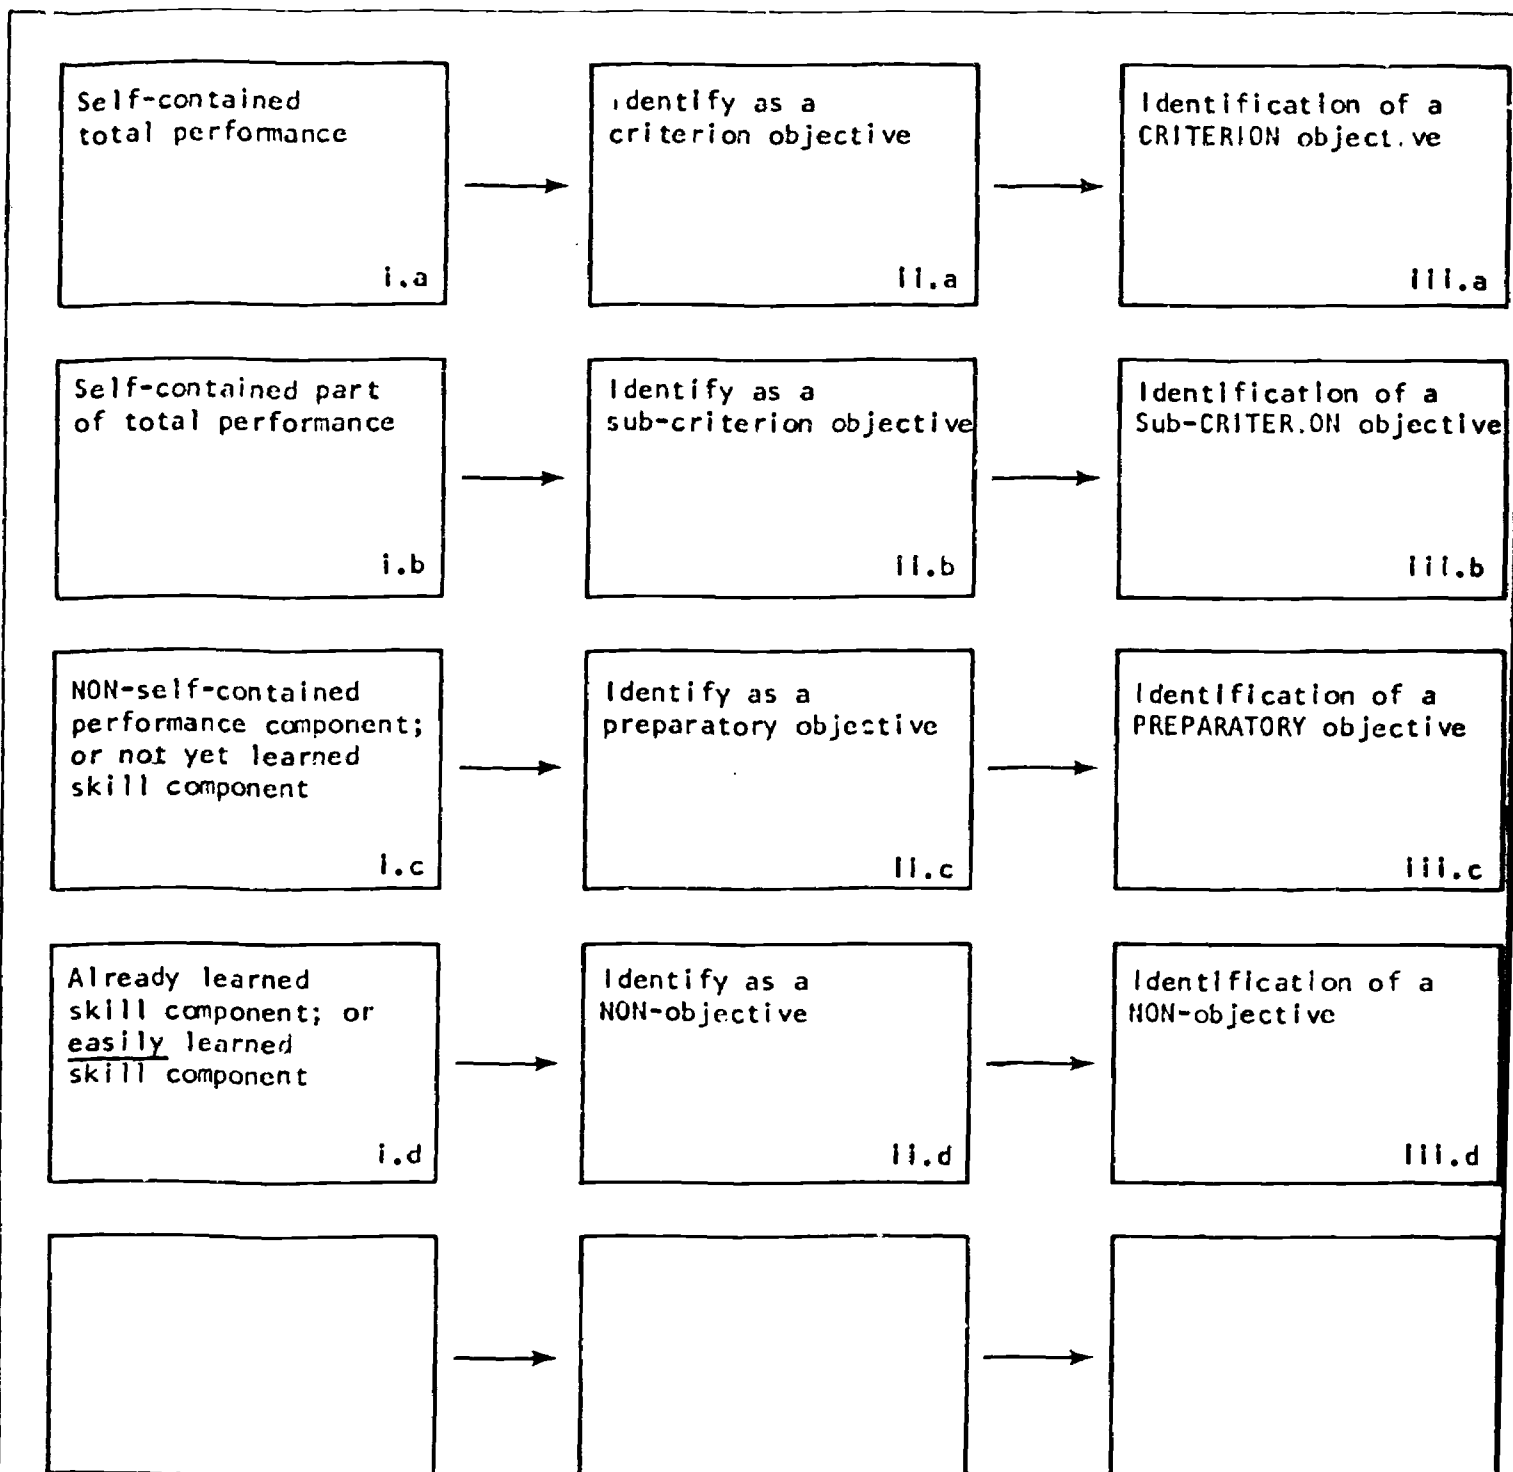 Self-contained
total performance
i.a
identify as a
criterion objective
ii.a
Identification of a
CRITERION object.ve
iii.a
Self-contained part
of total performance
i.b
Identify as a
sub-criterion objective
ii.b
Identification of a
Sub-CRITER.ON objective
iii.b
NON-self-contained
performance component;
or not yet learned
skill component
i.c
Identify as a
preparatory objective
ii.c
Identification of a
PREPARATORY objective
iii.c
Already learned
skill component; or
easily learned
skill component
i.d
Identify as a
NON-objective
ii.d
Identification of a
NON-objective
iii.d